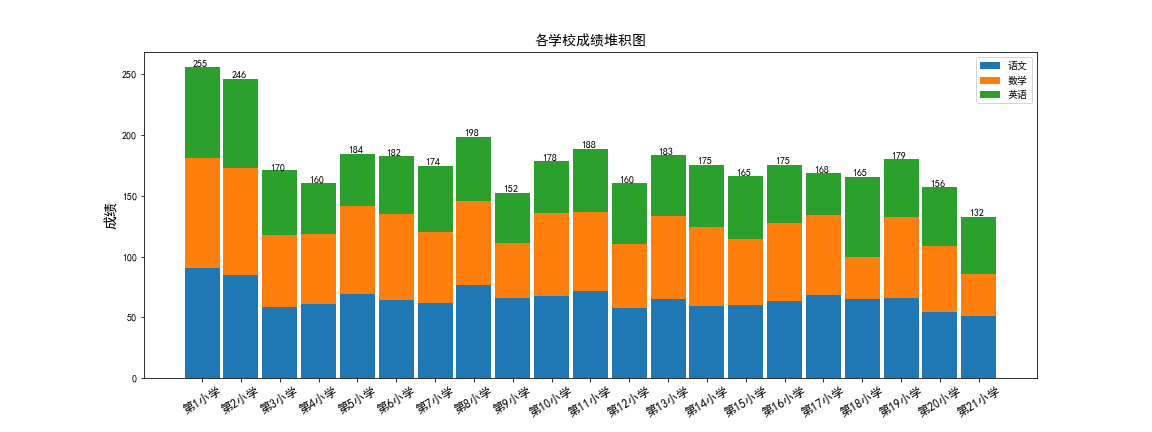 各学校成绩堆积图
语文
数学
英语
成绩
250
200
150
100
50
0
255
246
170
160
184
182
174
198
152
178
188
160
183
175
165
175
168
165
179
156
132
第1小学
第2小学
第3小学
第4小学
第5小学
第6小学
第7小学
第8小学
第9小学
第10小学
第11小学
第12小学
第13小学
第14小学
第15小学
第16小学
第17小学
第18小学
第19小学
第20小学
第21小学